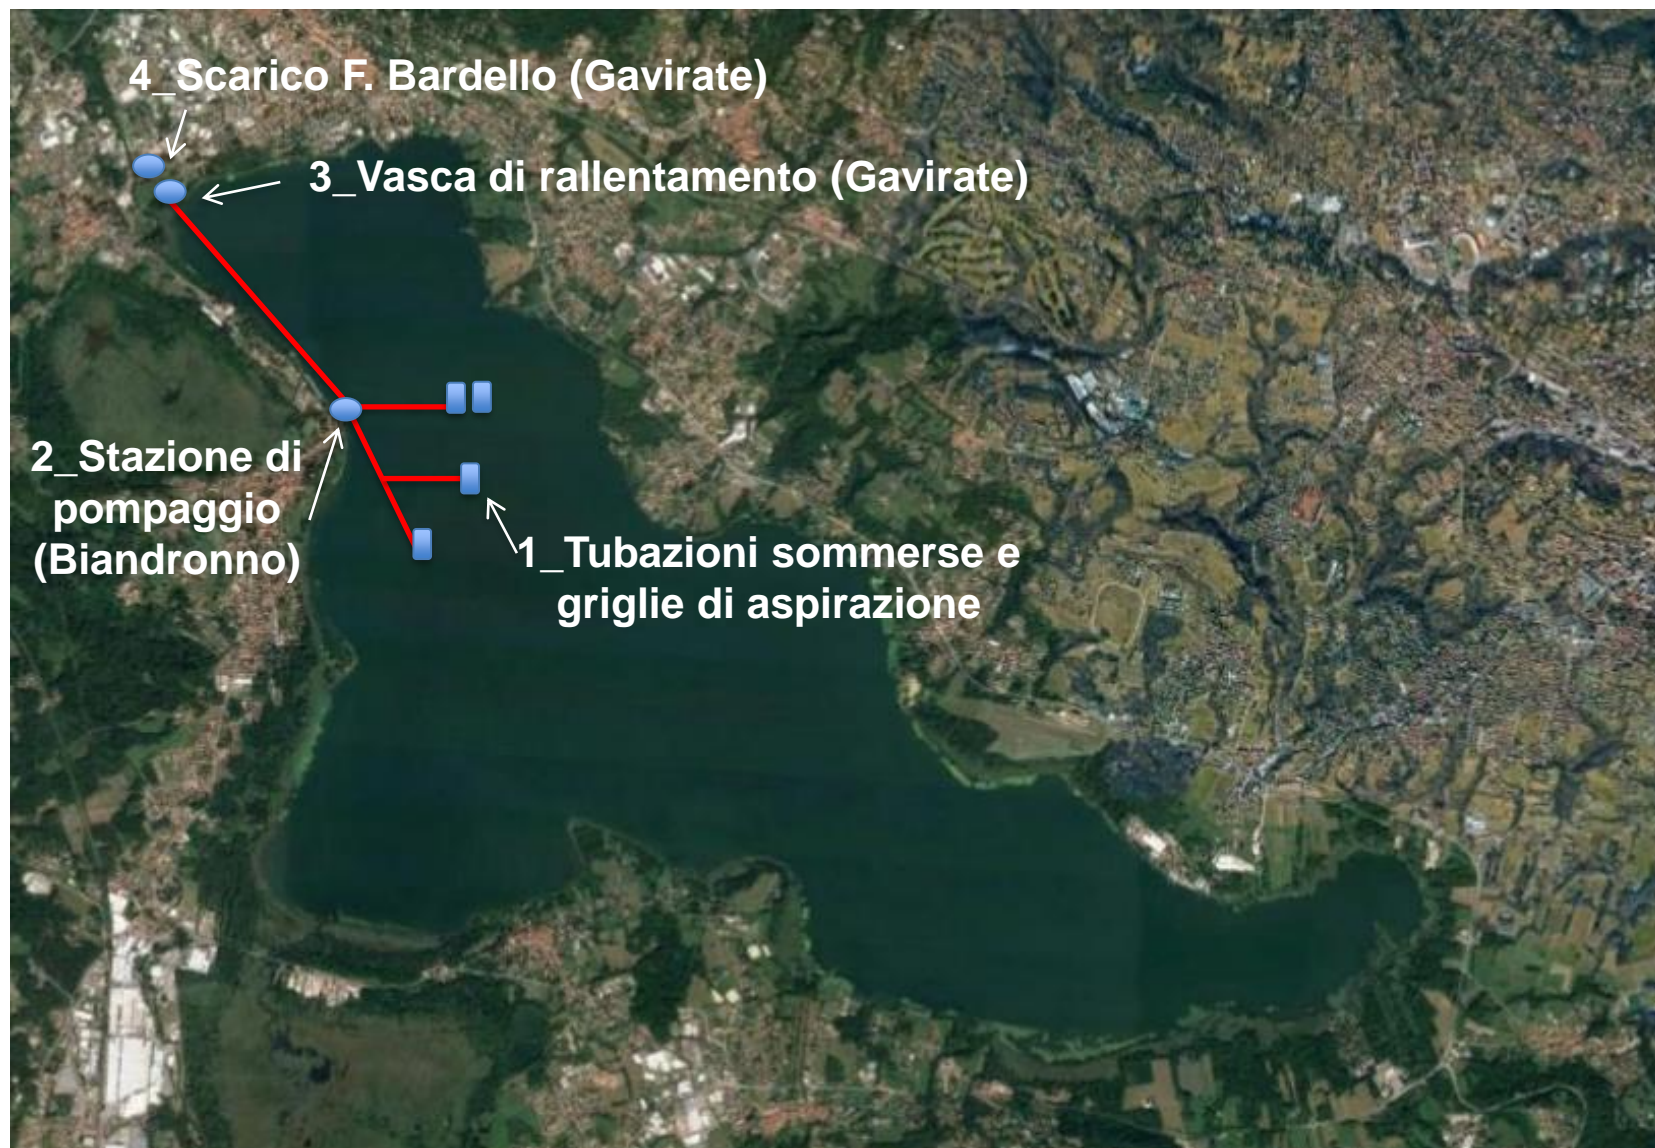 4_Scarico F. Bardello (Gavirate)
3_Vasca di rallentamento (Gavirate)
2_Stazione di
pompaggio
(Biandronno)
1_Tubazioni sommerse e
griglie di aspirazione